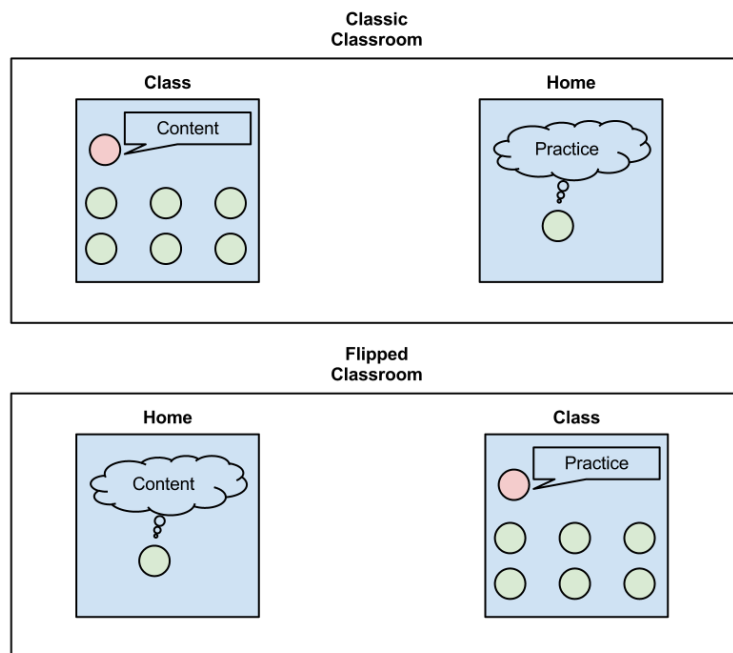 Classic
Classroom
Class
Home
Content
Practice
Flipped
Classroom
Home
Class
Content
Practice